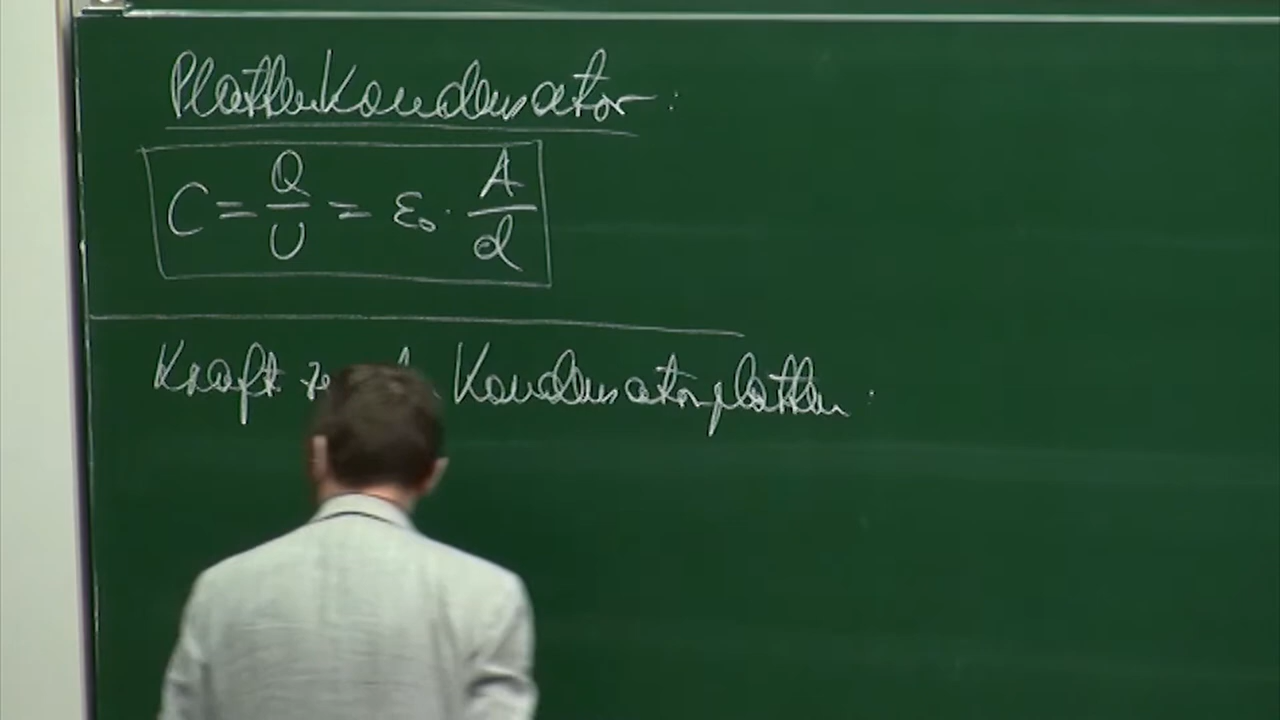 Plattenkondensator:
C = Q/U = ε₀ · A/d
Kraft Kondensatorplatten: